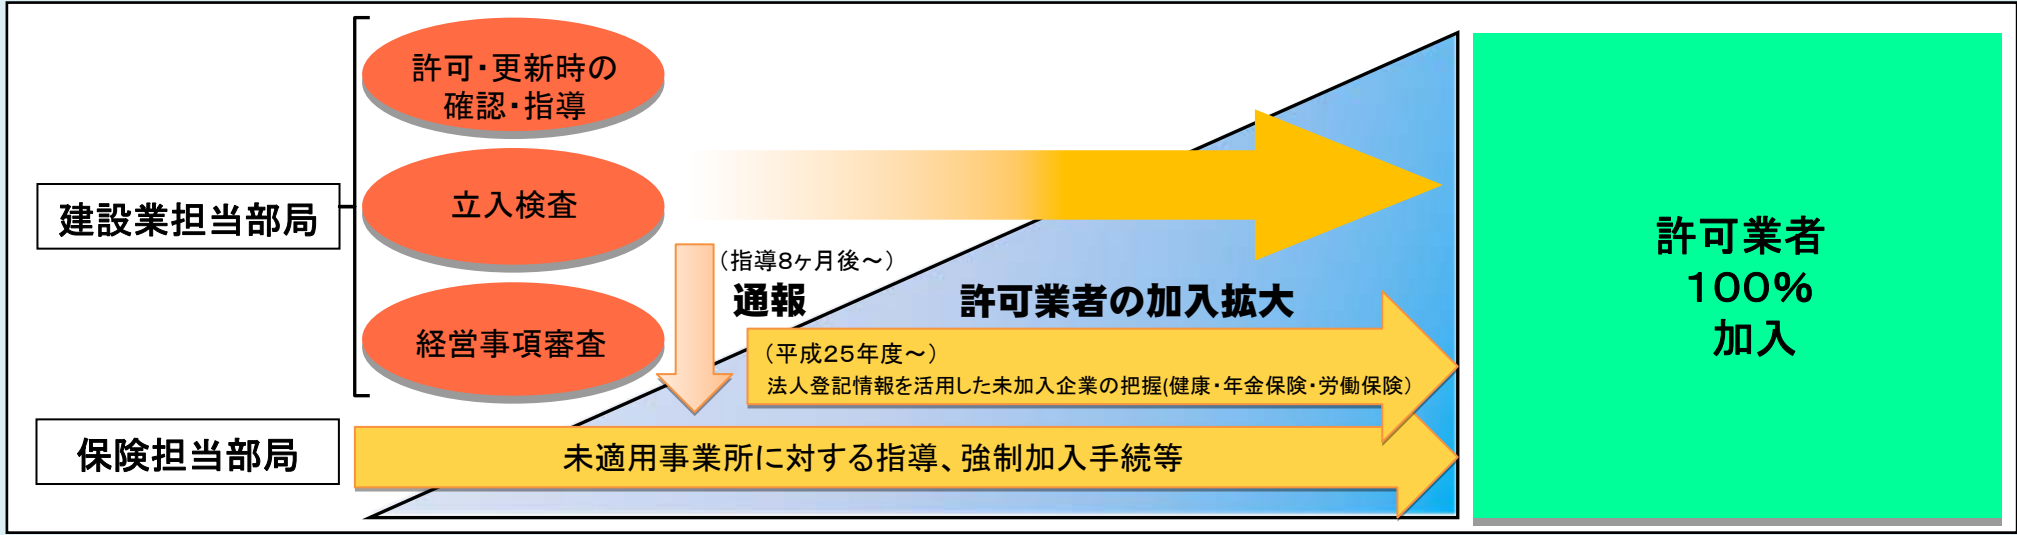 建設業担当部局
許可・更新時の
確認・指導
立入検査
経営事項審査
(指導8ヶ月後～)
通報
許可業者の加入拡大
(平成25年度～)
法人登記情報を活用した未加入企業の把握(健康・年金保険・労働保険)
保険担当部局
未適用事業所に対する指導、強制加入手続等
許可業者
100%
加入